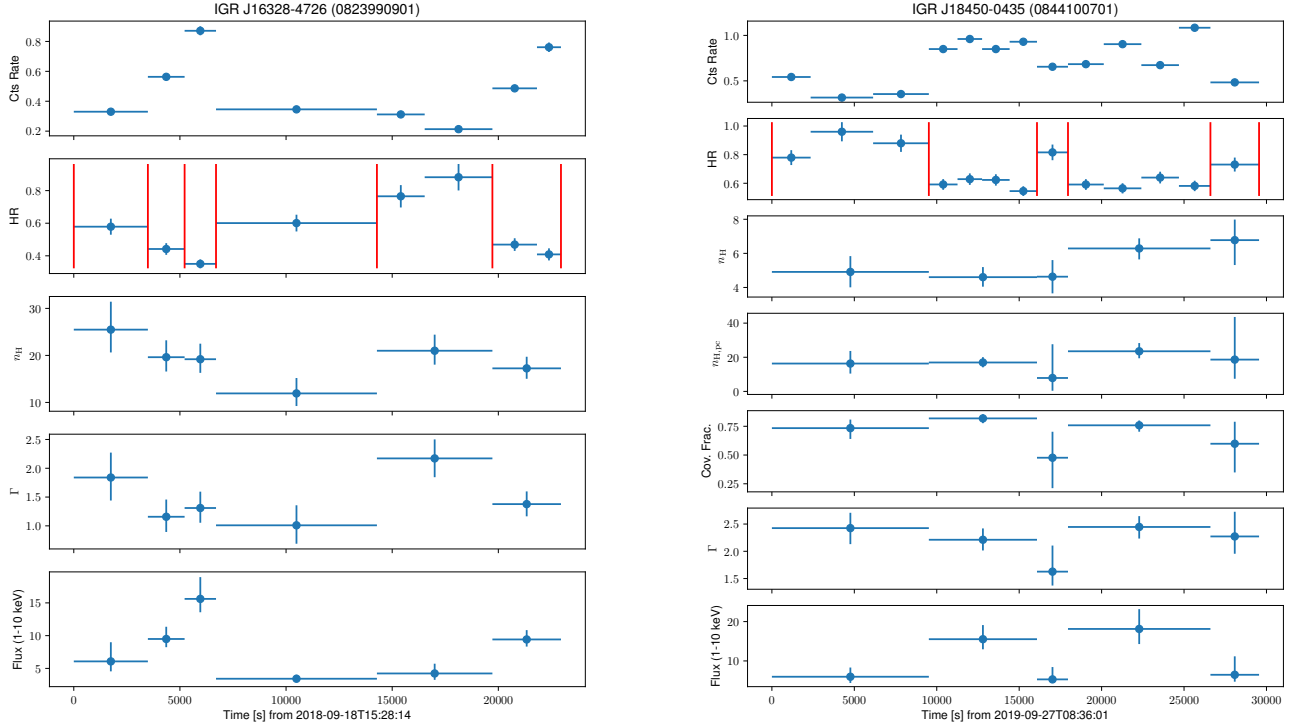 IGR J16328-4726 (0823990901)
Cts Rate
0.8
0.6
0.4
0.2
HR
0.8
0.6
0.4
n_H
30
20
10
Γ
2.5
2.0
1.5
1.0
Flux (1-10 keV)
15
10
5
0 5000 10000 15000 20000
Time [s] from 2018-09-18T15:28:14
IGR J18450-0435 (0844100701)
Cts Rate
1.0
0.5
HR
1.0
0.8
0.6
n_H
8
6
4
n_H,pc
40
20
0
Cov. Frac.
0.75
0.50
0.25
Γ
2.5
2.0
1.5
Flux (1-10 keV)
20
10
0 5000 10000 15000 20000 25000 30000
Time [s] from 2019-09-27T08:36:01